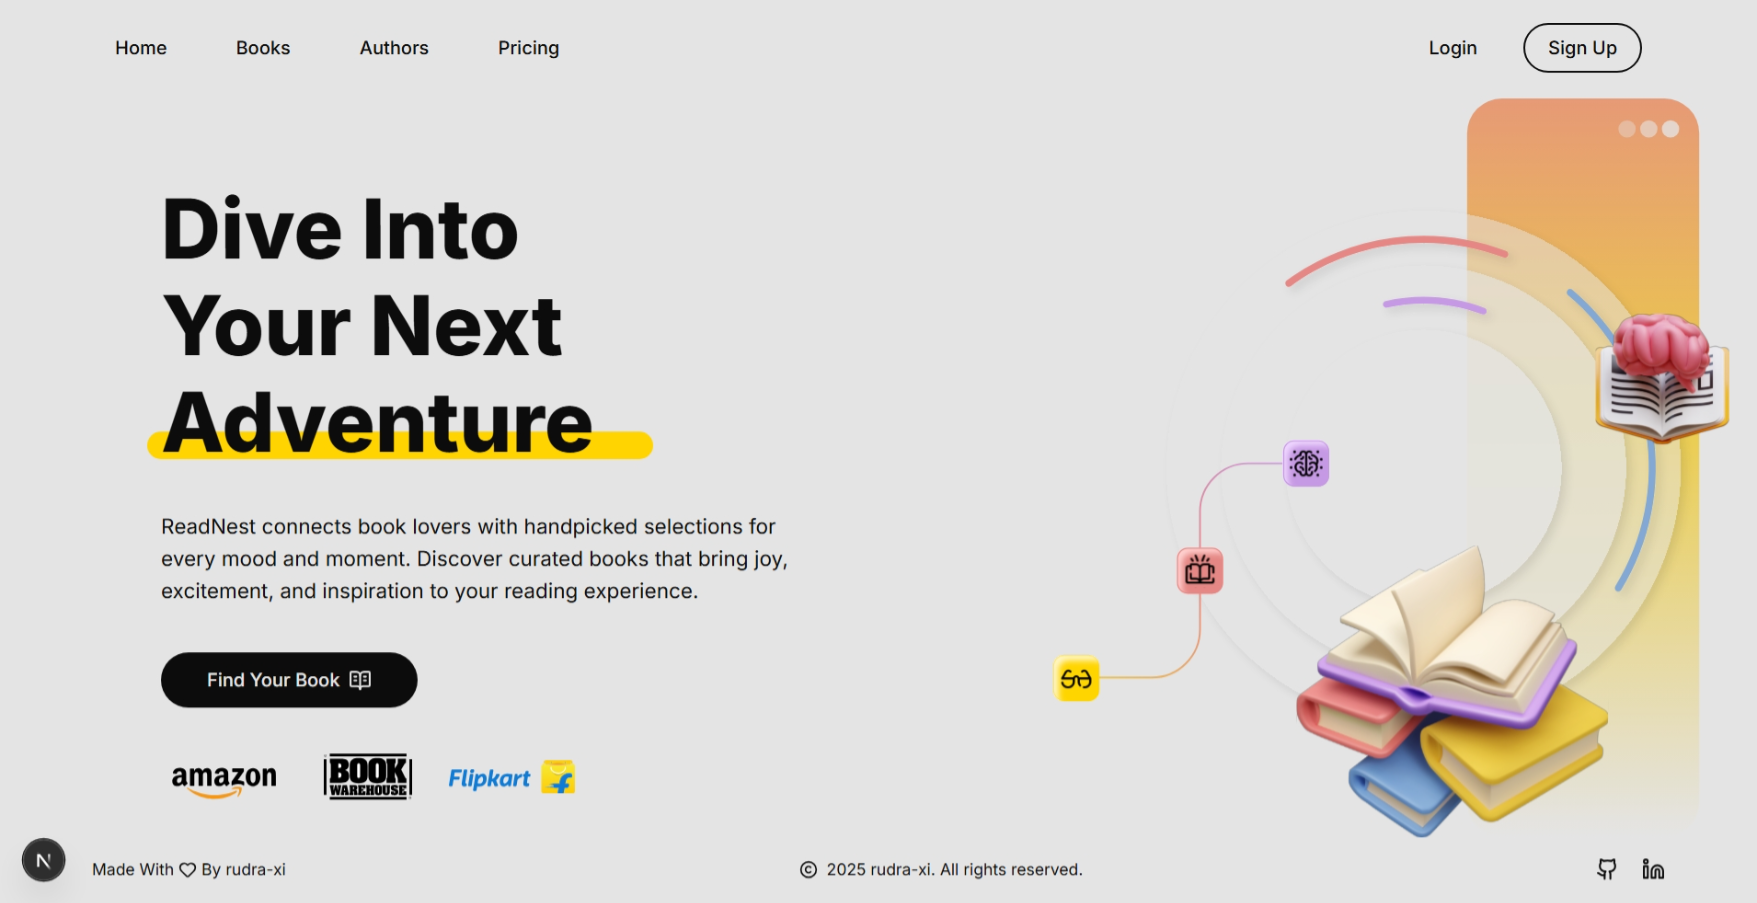 Home Books Authors Pricing Login Sign Up
Dive Into
Your Next
Adventure
ReadNest connects book lovers with handpicked selections for
every mood and moment. Discover curated books that bring joy,
excitement, and inspiration to your reading experience.
Find Your Book
amazon
BOOK
WAREHOUSE
Flipkart
N
Made With By rudra-xi
© 2025 rudra-xi. All rights reserved.
in